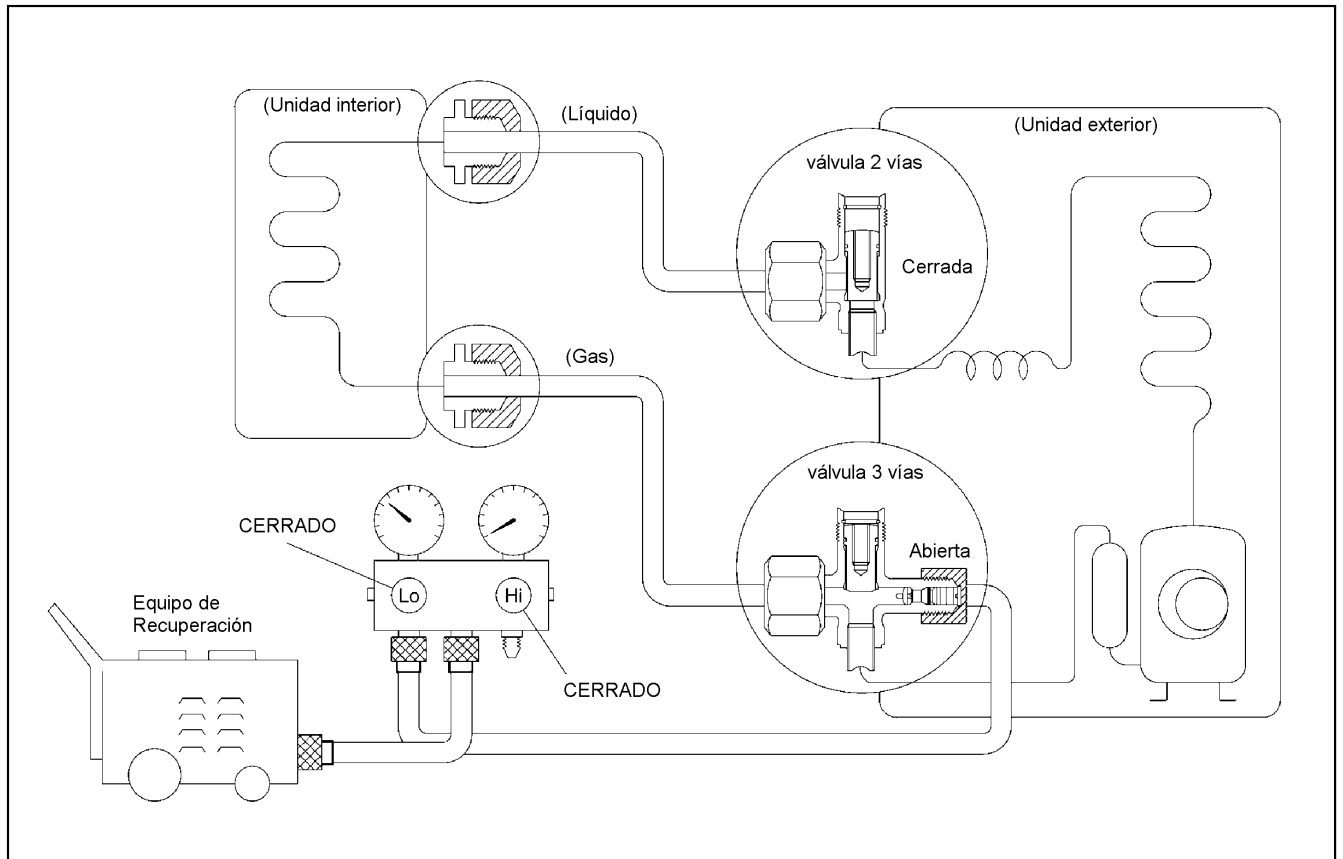 (Unidad interior)
(Líquido)
(Unidad exterior)
válvula 2 vías
Cerrada
(Gas)
válvula 3 vías
Abierta
CERRADO
Lo
Hi
Equipo de
Recuperación
CERRADO